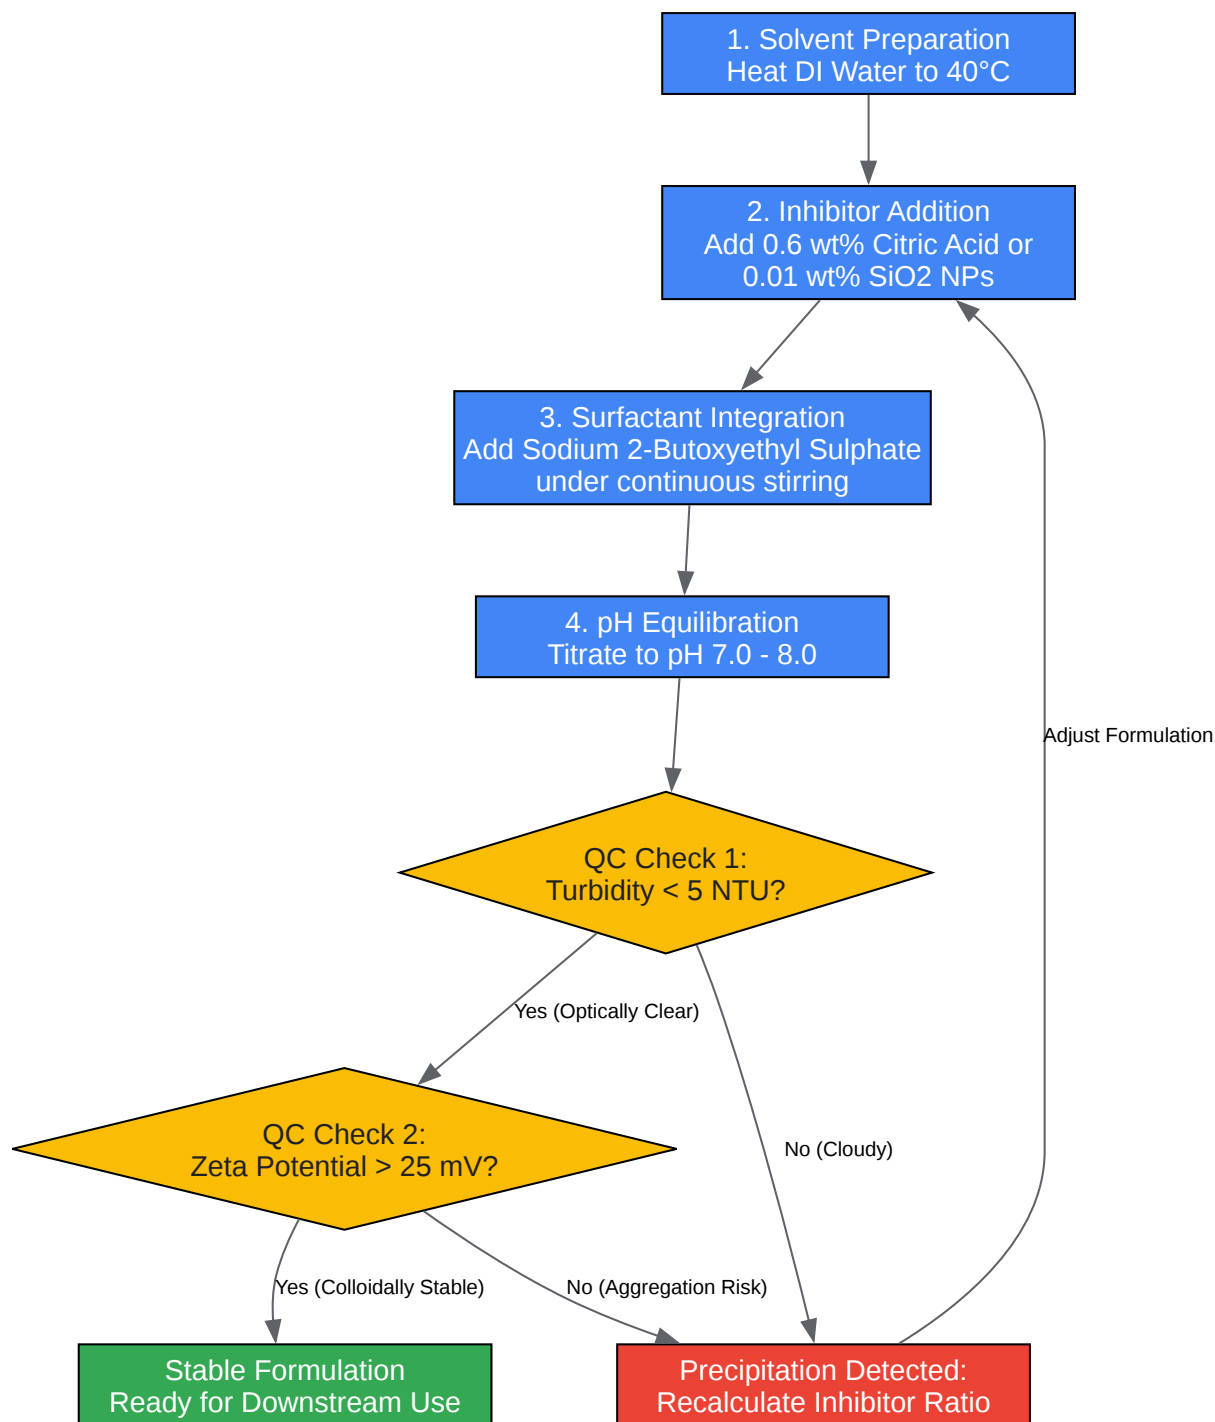 1. Solvent Preparation
Heat DI Water to 40°C
2. Inhibitor Addition
Add 0.6 wt% Citric Acid or
0.01 wt% SiO2 NPs
3. Surfactant Integration
Add Sodium 2-Butoxyethyl Sulphate
under continuous stirring
4. pH Equilibration
Titrate to pH 7.0 - 8.0
Adjust Formulation
QC Check 1:
Turbidity < 5 NTU?
Yes (Optically Clear)
QC Check 2:
Zeta Potential > 25 mV?
No (Cloudy)
Yes (Colloidally Stable)
No (Aggregation Risk)
Stable Formulation
Ready for Downstream Use
Precipitation Detected:
Recalculate Inhibitor Ratio